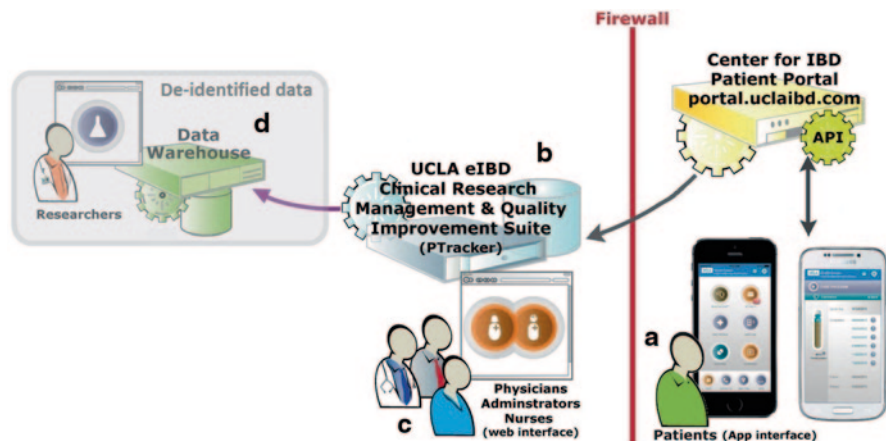 Firewall
De-identified data
d
Data
Warehouse
Researchers
b
UCLA eIBD
Clinical Research
Management & Quality
Improvement Suite
(PTracker)
Center for IBD
Patient Portal
portal.uclaibd.com
API
c
Physicians
Adminstrators
Nurses
(web interface)
a
Patients (App interface)